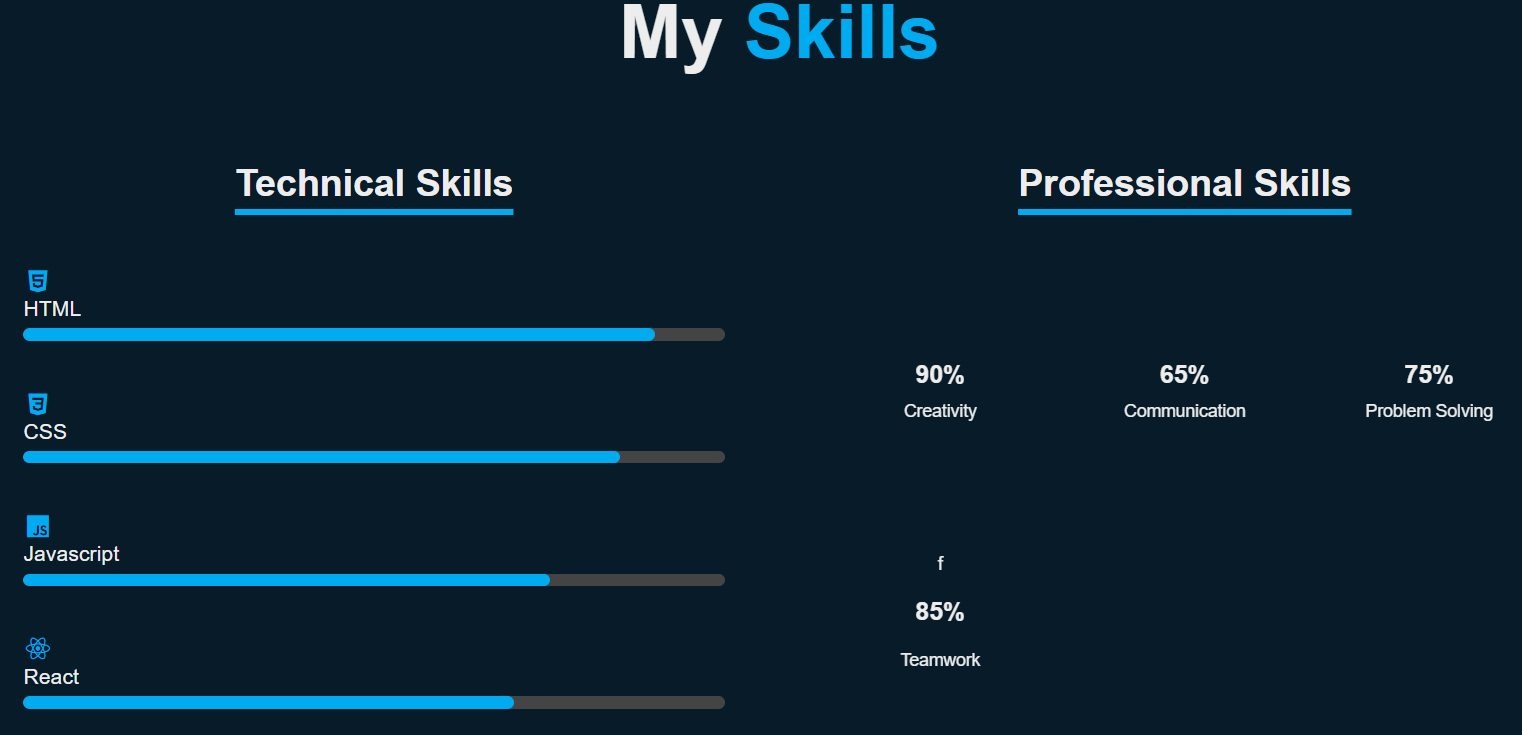 My Skills
Technical Skills
HTML
CSS
JS
Javascript
React
Professional Skills
90%
Creativity
65%
Communication
75%
Problem Solving
f
85%
Teamwork